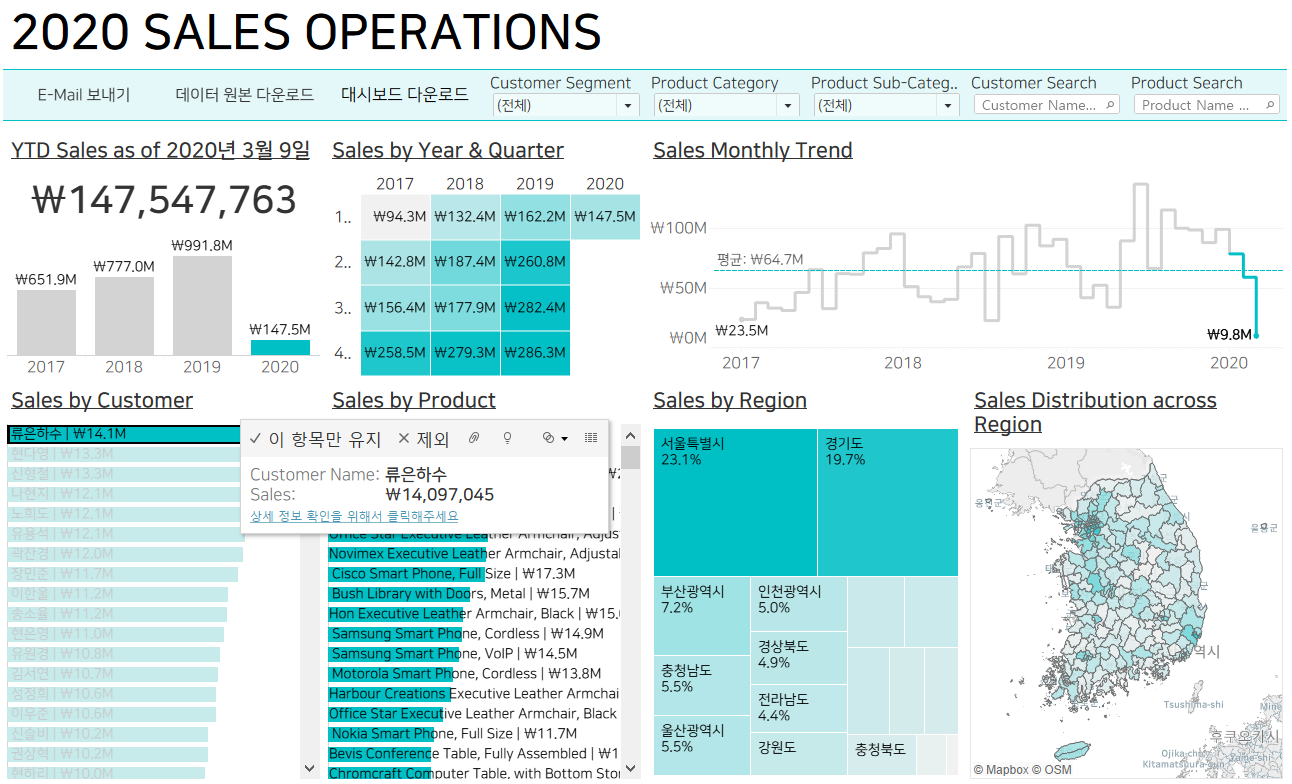 2020 SALES OPERATIONS
E-Mail 보내기
데이터 원본 다운로드
대시보드 다운로드
Customer Segment
(전체)
Product Category
(전체)
Product Sub-Categ..
(전체)
Customer Search
Customer Name...
Product Search
Product Name ...
YTD Sales as of 2020년 3월 9일
₩147,547,763
₩651.9M
₩777.0M
₩991.8M
₩147.5M
2017
2018
2019
2020
Sales by Year & Quarter
2017 2018 2019 2020
1.. ₩94.3M ₩132.4M ₩162.2M ₩147.5M
2.. ₩142.8M ₩187.4M ₩260.8M
3.. ₩156.4M ₩177.9M ₩282.4M
4.. ₩258.5M ₩279.3M ₩286.3M
Sales Monthly Trend
₩100M
평균: ₩64.7M
₩50M
₩0M
₩23.5M
₩9.8M
2017 2018 2019 2020
Sales by Customer
류은하수 | ₩14.1M
현다영 | ₩13.3M
신형철 | ₩12.3M
나현지 | ₩12.1M
노희도 | ₩12.1M
유용석 | ₩12.1M
곽산경 | ₩12.0M
장민준 | ₩11.7M
이한울 | ₩11.2M
송소율 | ₩11.2M
현은영 | ₩11.0M
유원경 | ₩10.8M
김서연 | ₩10.7M
성정희 | ₩10.6M
이우준 | ₩10.6M
신슬비 | ₩10.2M
권상혁 | ₩10.2M
현하리 | ₩10.0M
이 항목만 유지
제외
Customer Name: 류은하수
Sales: ₩14,097,045
상세 정보 확인을 위해서 클릭해주세요
Sales by Product
Office Star Executive Leather Armchair, Adjus
Novimex Executive Leather Armchair, Adjustal
Cisco Smart Phone, Full Size | ₩17.3M
Bush Library with Doors, Metal | ₩15.7M
Hon Executive Leather Armchair, Black | ₩15.
Samsung Smart Phone, Cordless | ₩14.9M
Samsung Smart Phone, VoIP | ₩14.5M
Motorola Smart Phone, Cordless | ₩13.8M
Harbour Creations Executive Leather Armchai
Office Star Executive Leather Armchair, Black
Nokia Smart Phone, Full Size | ₩11.7M
Bevis Conference Table, Fully Assembled | ₩1
Chromcraft Computer Table, with Bottom Stor
Sales by Region
서울특별시
23.1%
경기도
19.7%
부산광역시
7.2%
충청남도
5.5%
울산광역시
5.5%
인천광역시
5.0%
경상북도
4.9%
전라남도
4.4%
강원도
충청북도
Sales Distribution across
Region
울릉군
Tsushima-shi
후쿠오카시
© Mapbox © OSM